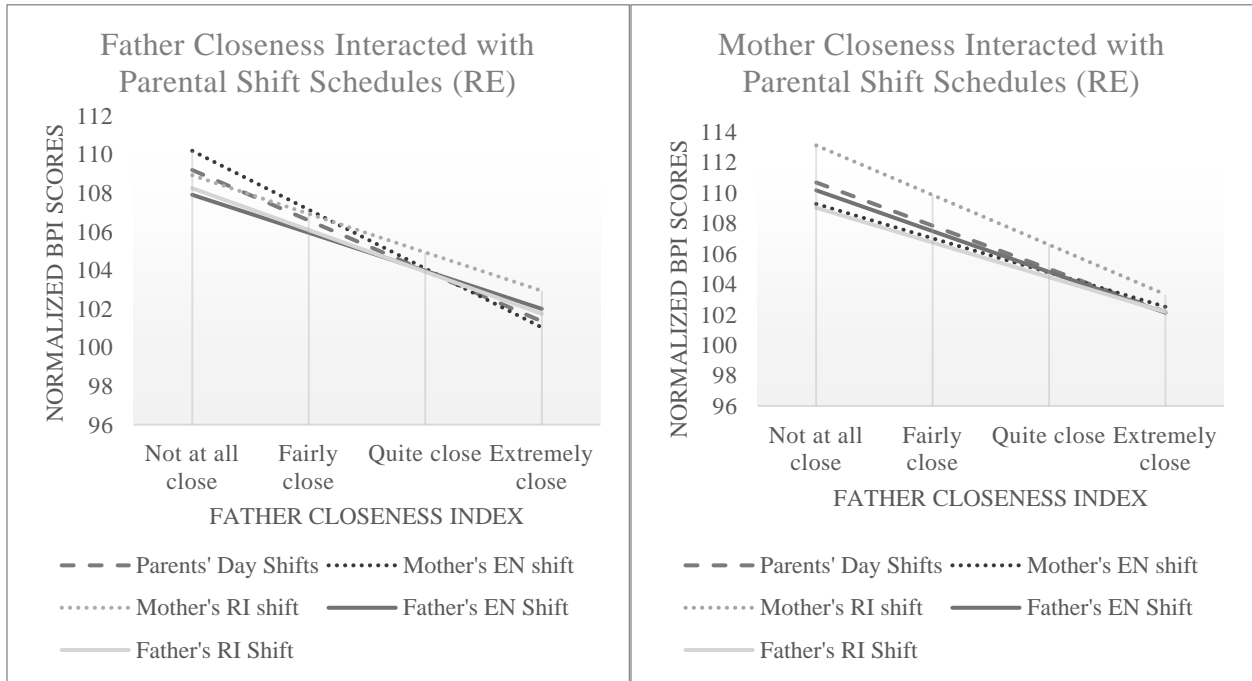 Father Closeness Interacted with
Parental Shift Schedules (RE)
NORMALIZED BPI SCORES
112
110
108
106
104
102
100
98
96
Not at all
close
Fairly
close
Quite close
Extremely
close
FATHER CLOSENESS INDEX
Parents' Day Shifts
Mother's EN shift
Mother's RI shift
Father's EN Shift
Father's RI Shift
Mother Closeness Interacted with
Parental Shift Schedules (RE)
NORMALIZED BPI SCORES
114
112
110
108
106
104
102
100
98
96
Not at all
close
Fairly
close
Quite close
Extremely
close
FATHER CLOSENESS INDEX
Parents' Day Shifts
Mother's EN shift
Mother's RI shift
Father's EN Shift
Father's RI Shift